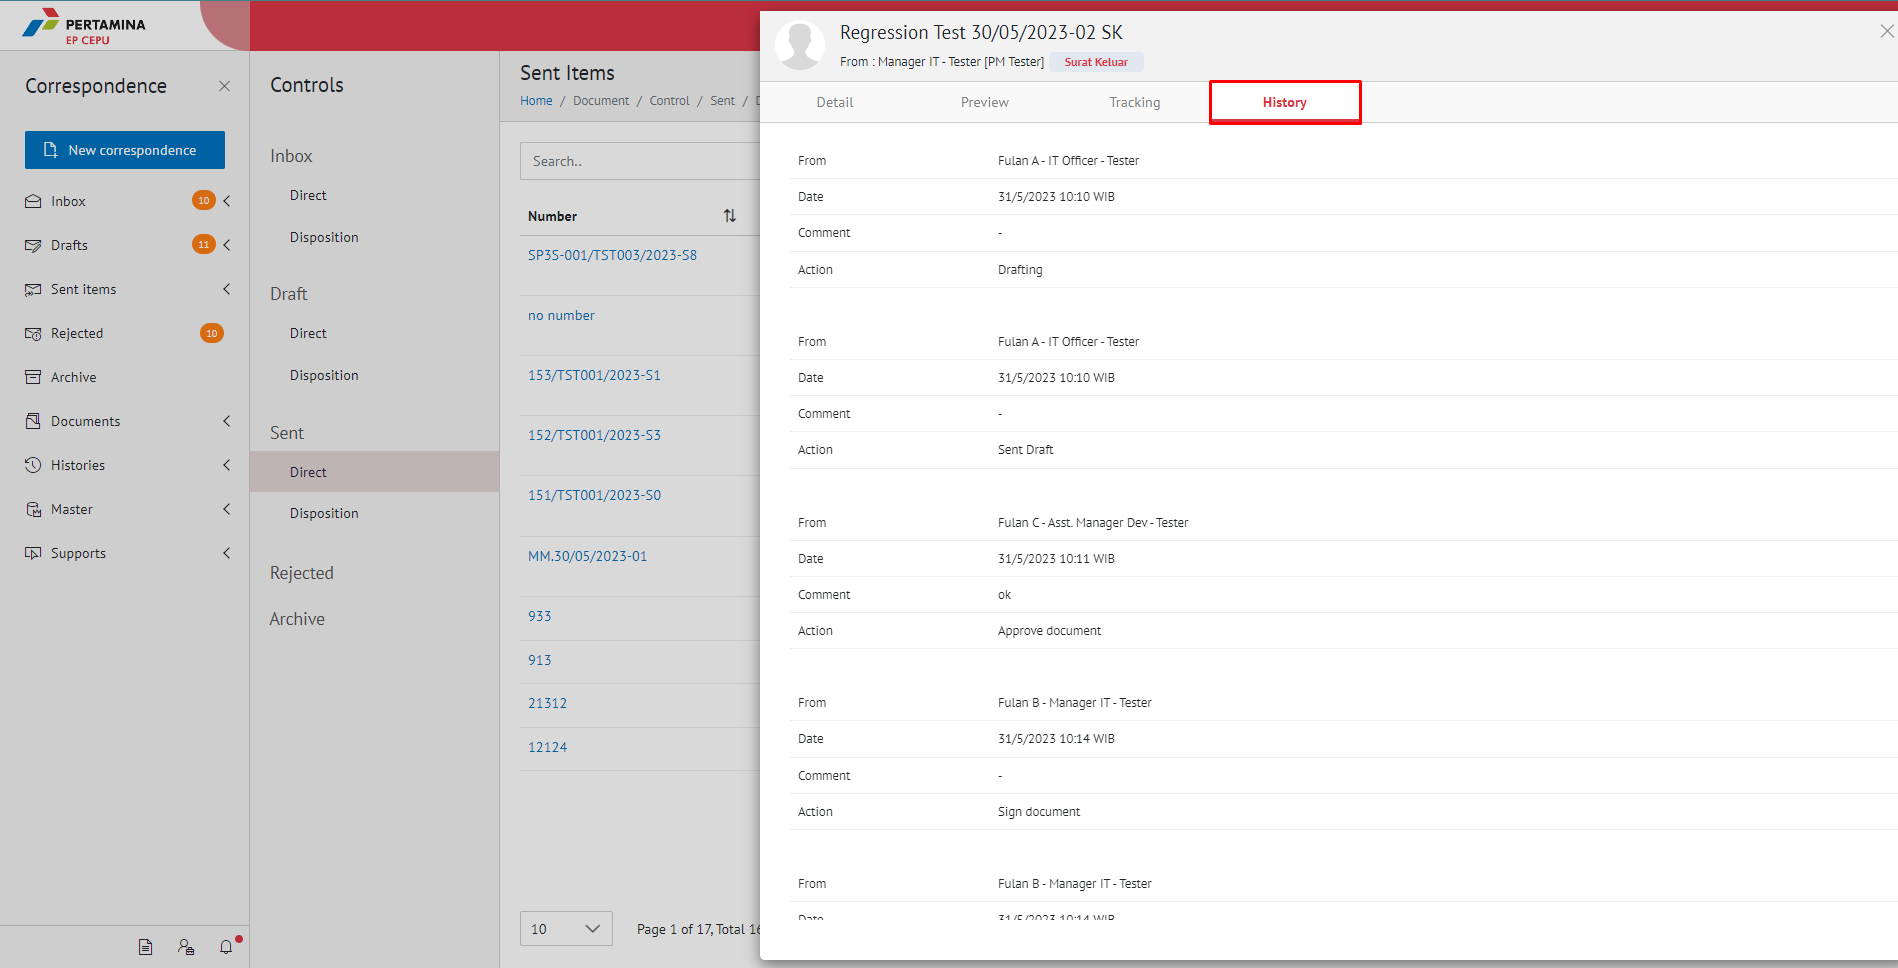 PERTAMINA
EP CEPU
Correspondence
New correspondence
Inbox 10
Drafts 11
Sent items
Rejected 10
Archive
Documents
Histories
Master
Supports
Controls
Inbox
Direct
Disposition
Draft
Direct
Disposition
Sent
Direct
Disposition
Rejected
Archive
Sent Items
Home / Document / Control / Sent /
Search..
Number
SP3S-001/TST003/2023-S8
no number
153/TST001/2023-S1
152/TST001/2023-S3
151/TST001/2023-S0
MM.30/05/2023-01
933
913
21312
12124
10
Page 1 of 17, Total 16
Regression Test 30/05/2023-02 SK
From : Manager IT - Tester [PM Tester] Surat Keluar
Detail Preview Tracking History
From Fulan A - IT Officer - Tester
Date 31/5/2023 10:10 WIB
Comment -
Action Drafting
From Fulan A - IT Officer - Tester
Date 31/5/2023 10:10 WIB
Comment -
Action Sent Draft
From Fulan C - Asst. Manager Dev - Tester
Date 31/5/2023 10:11 WIB
Comment ok
Action Approve document
From Fulan B - Manager IT - Tester
Date 31/5/2023 10:14 WIB
Comment -
Action Sign document
From Fulan B - Manager IT - Tester
Date 31/5/2023 10:14 WIB